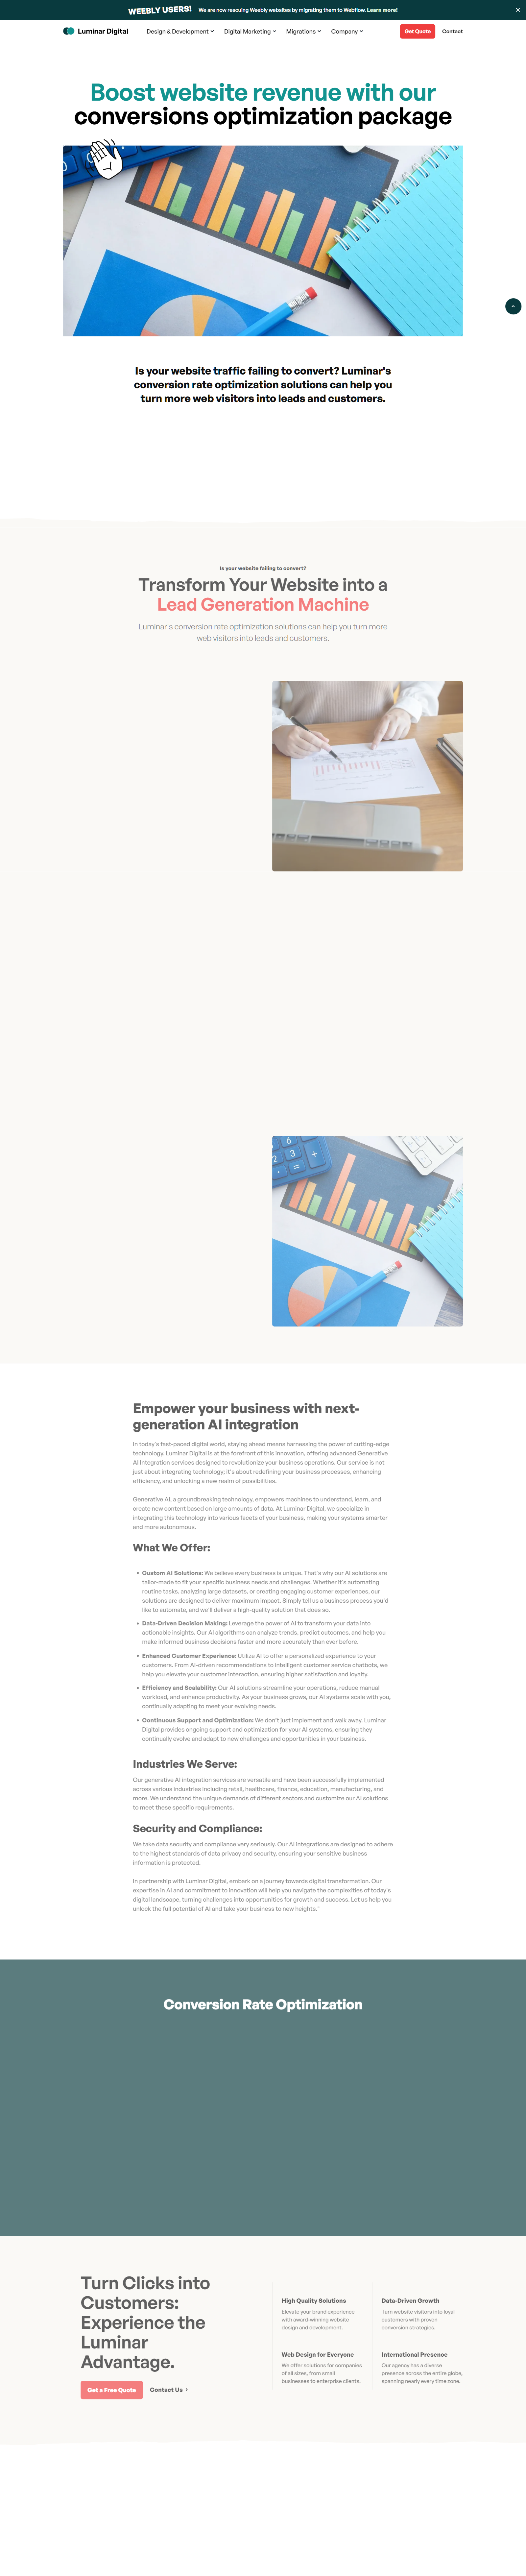 WEEBLY USERS! We are now rescuing Weebly websites by migrating them to Webflow. Learn more!
Luminar Digital Design & Development Digital Marketing Migrations Company Get Quote Contact
Boost website revenue with our
conversions optimization package
Is your website traffic failing to convert? Luminar's
conversion rate optimization solutions can help you
turn more web visitors into leads and customers.
Is your website failing to convert?
Transform Your Website into a
Lead Generation Machine
Luminar's conversion rate optimization solutions can help you turn more
web visitors into leads and customers.
6
2 3 +
=
Empower your business with next-
generation AI integration
In today's fast-paced digital world, staying ahead means harnessing the power of cutting-edge
technology. Luminar Digital is at the forefront of this innovation, offering advanced Generative
AI Integration services designed to revolutionize your business operations. Our service is not
just about integrating technology; it's about redefining your business processes, enhancing
efficiency, and unlocking a new realm of possibilities.
Generative AI, a groundbreaking technology, empowers machines to understand, learn, and
create new content based on large amounts of data. At Luminar Digital, we specialize in
integrating this technology into various facets of your business, making your systems smarter
and more autonomous.
What We Offer:
• Custom AI Solutions: We believe every business is unique. That's why our AI solutions are
tailor-made to fit your specific business needs and challenges. Whether it's automating
routine tasks, analyzing large datasets, or creating engaging customer experiences, our
solutions are designed to deliver maximum impact. Simply tell us a business process you'd
like to automate, and we'll deliver a high-quality solution that does so.
• Data-Driven Decision Making: Leverage the power of AI to transform your data into
actionable insights. Our AI algorithms can analyze trends, predict outcomes, and help you
make informed business decisions faster and more accurately than ever before.
• Enhanced Customer Experience: Utilize AI to offer a personalized experience to your
customers. From AI-driven recommendations to intelligent customer service chatbots, we
help you elevate your customer interaction, ensuring higher satisfaction and loyalty.
• Efficiency and Scalability: Our AI solutions streamline your operations, reduce manual
workload, and enhance productivity. As your business grows, our AI systems scale with you,
continually adapting to meet your evolving needs.
• Continuous Support and Optimization: We don't just implement and walk away. Luminar
Digital provides ongoing support and optimization for your AI systems, ensuring they
continually evolve and adapt to new challenges and opportunities in your business.
Industries We Serve:
Our generative AI integration services are versatile and have been successfully implemented
across various industries including retail, healthcare, finance, education, manufacturing, and
more. We understand the unique demands of different sectors and customize our AI solutions
to meet these specific requirements.
Security and Compliance:
We take data security and compliance very seriously. Our AI integrations are designed to adhere
to the highest standards of data privacy and security, ensuring your sensitive business
information is protected.
In partnership with Luminar Digital, embark on a journey towards digital transformation. Our
expertise in AI and commitment to innovation will help you navigate the complexities of today's
digital landscape, turning challenges into opportunities for growth and success. Let us help you
unlock the full potential of AI and take your business to new heights."
Conversion Rate Optimization
Turn Clicks into
Customers:
Experience the
Luminar
Advantage.
Get a Free Quote Contact Us
High Quality Solutions
Elevate your brand experience
with award-winning website
design and development.
Data-Driven Growth
Turn website visitors into loyal
customers with proven
conversion strategies.
Web Design for Everyone
We offer solutions for companies
of all sizes, from small
businesses to enterprise clients.
International Presence
Our agency has a diverse
presence across the entire globe,
spanning nearly every time zone.